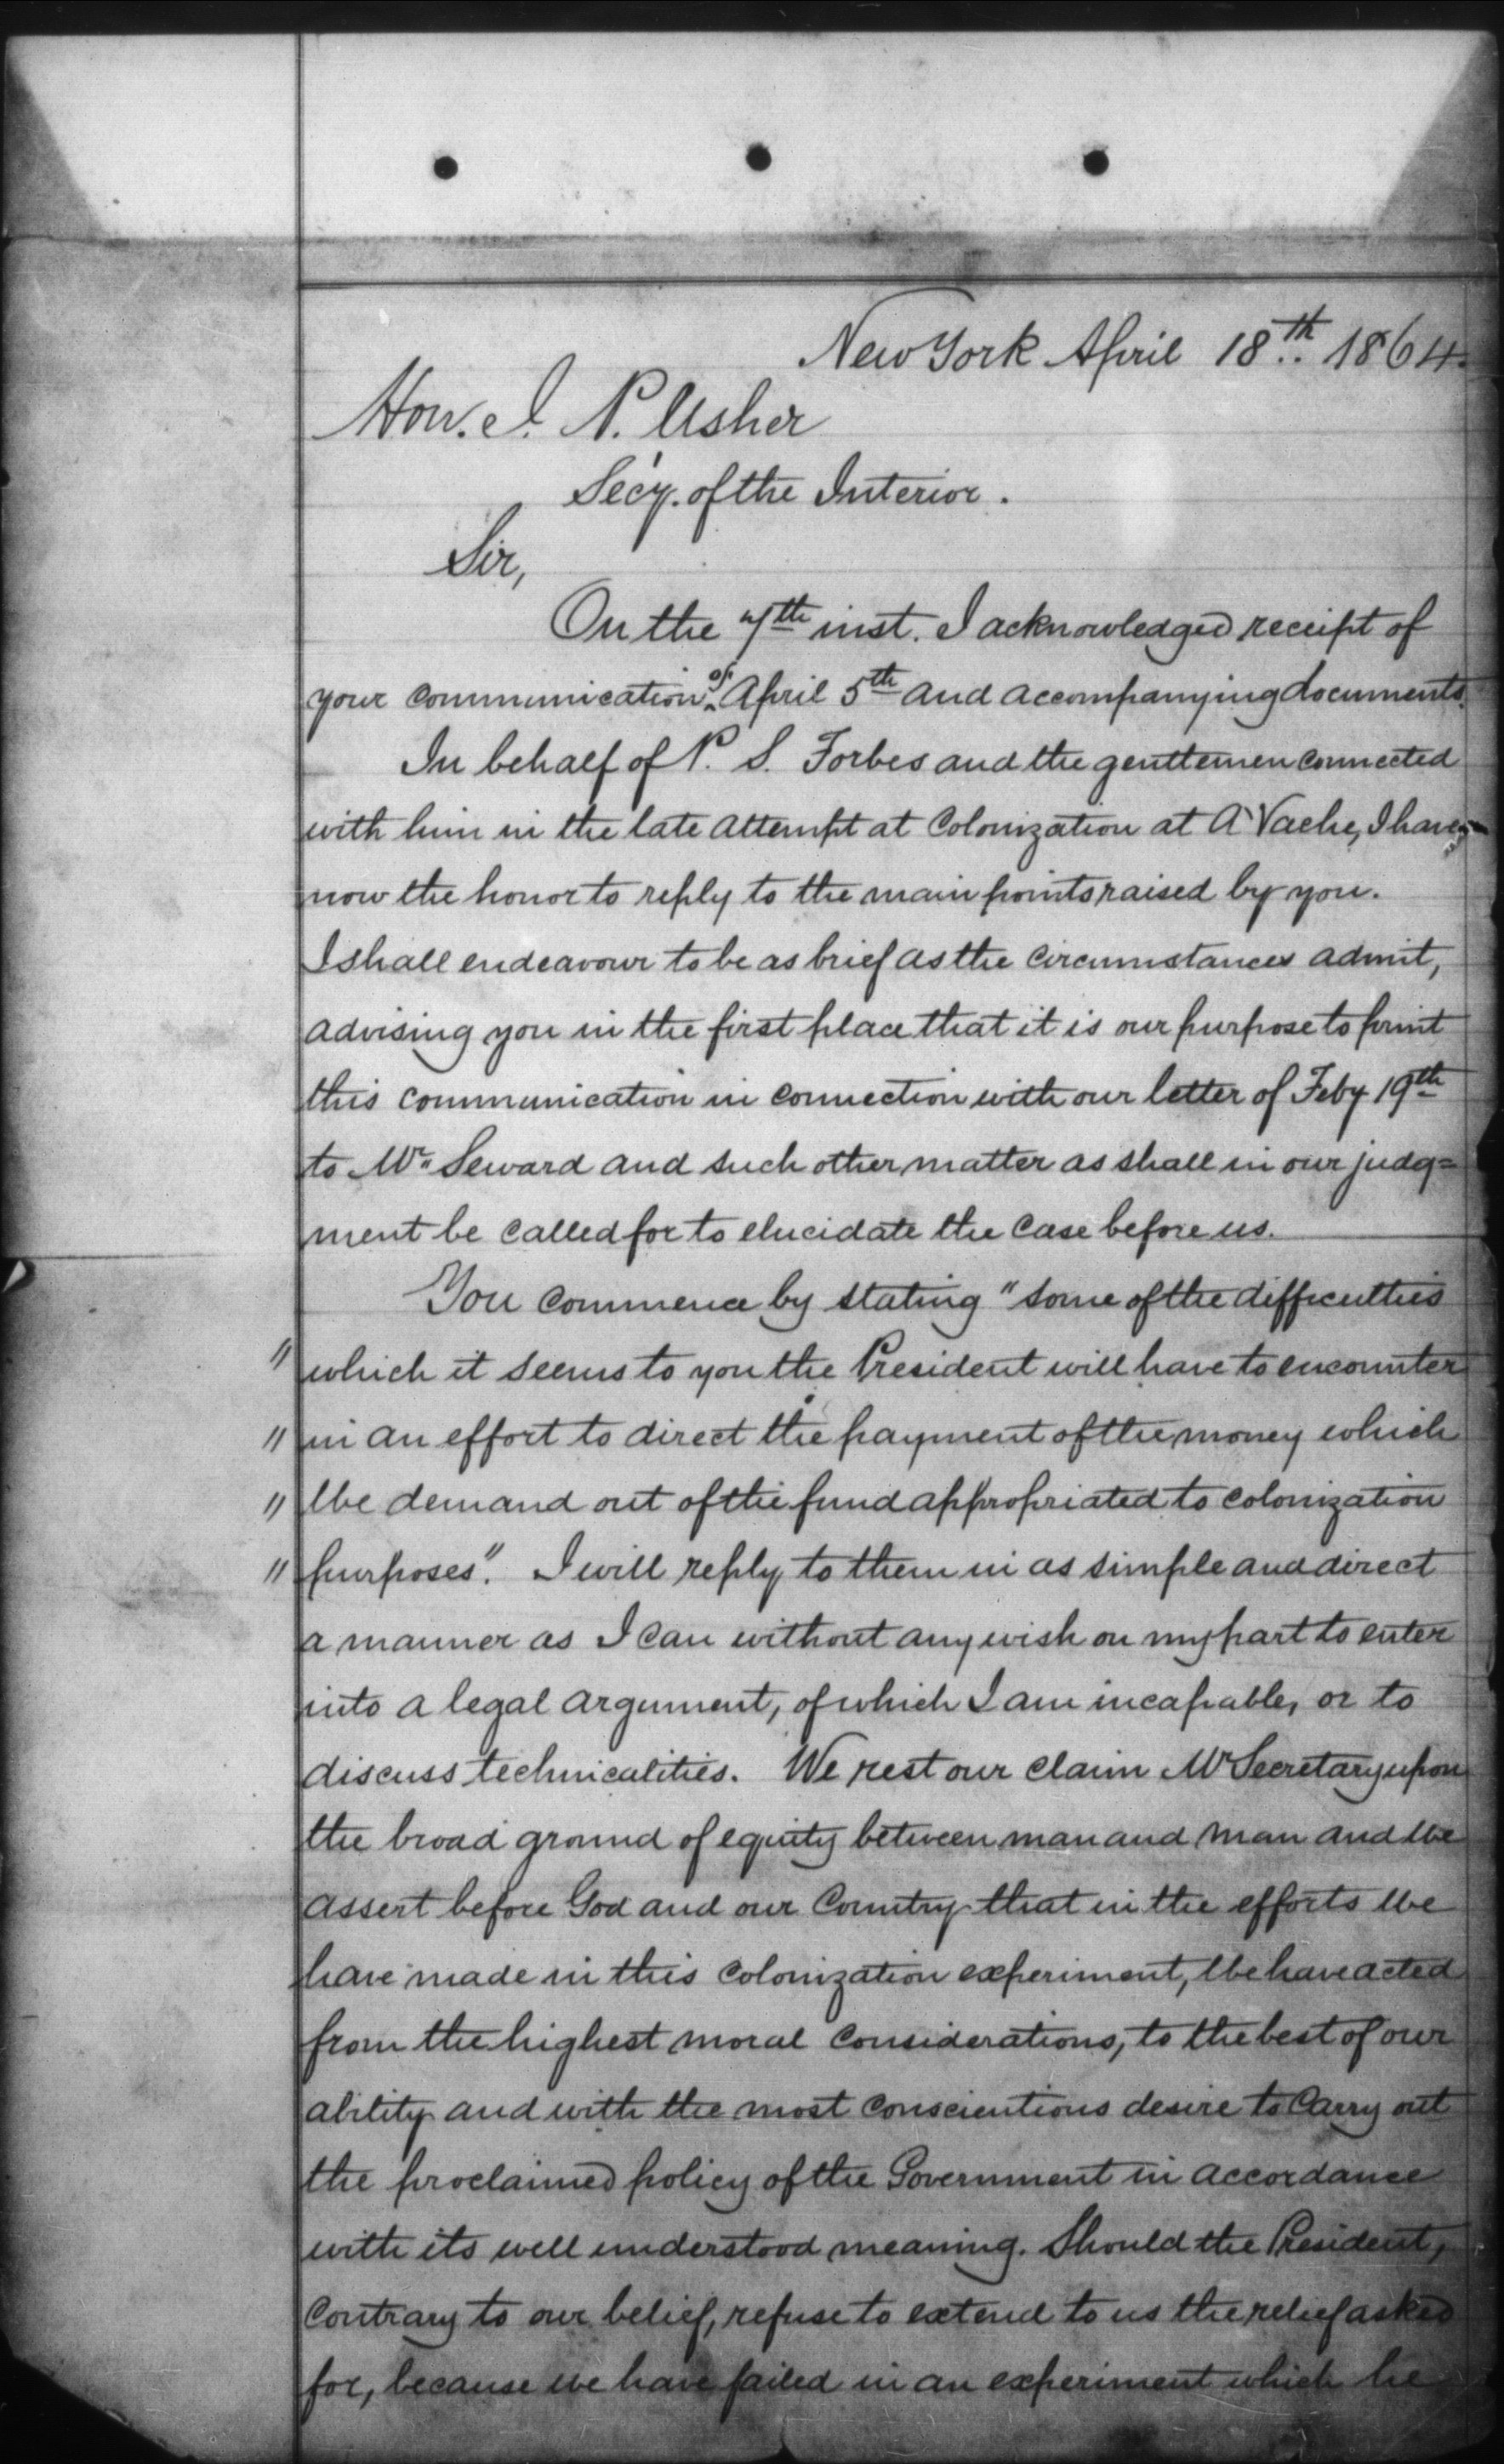 New York April 18th 1864.
Hon. J. P. Usher
Secy. of the Interior.
Sir,
On the 7th inst. I acknowledged receipt of
your communication of April 5th and accompanying documents.
In behalf of P. S. Forbes and the gentlemen connected
with him in the late attempt at Colonization at A'Vache, I have
now the honor to reply to the main points raised by you.
I shall endeavour to be as brief as the circumstances admit,
advising you in the first place that it is our purpose to print
this communication in connection with our letter of Feby 19th
to Mr Seward and such other matter as shall in our judg=
ment be called for to elucidate the case before us.
You commence by stating "some of the difficulties
" which it seems to you the President will have to encounter
" in an effort to direct the payment of the money which
" We demand out of the fund appropriated to colonization
" purposes". I will reply to them in as simple and direct
a manner as I can without any wish on my part to enter
into a legal argument, of which I am incapable, or to
discuss technicalities. We rest our claim Mr Secretary upon
the broad ground of equity between man and man and We
assert before God and our Country that in the efforts We
have made in this colonization experiment, We have acted
from the highest moral considerations, to the best of our
ability and with the most conscientious desire to carry out
the proclaimed policy of the Government in accordance
with its well understood meaning. Should the President,
contrary to our belief, refuse to extend to us the relief asked
for, because we have failed in an experiment which he